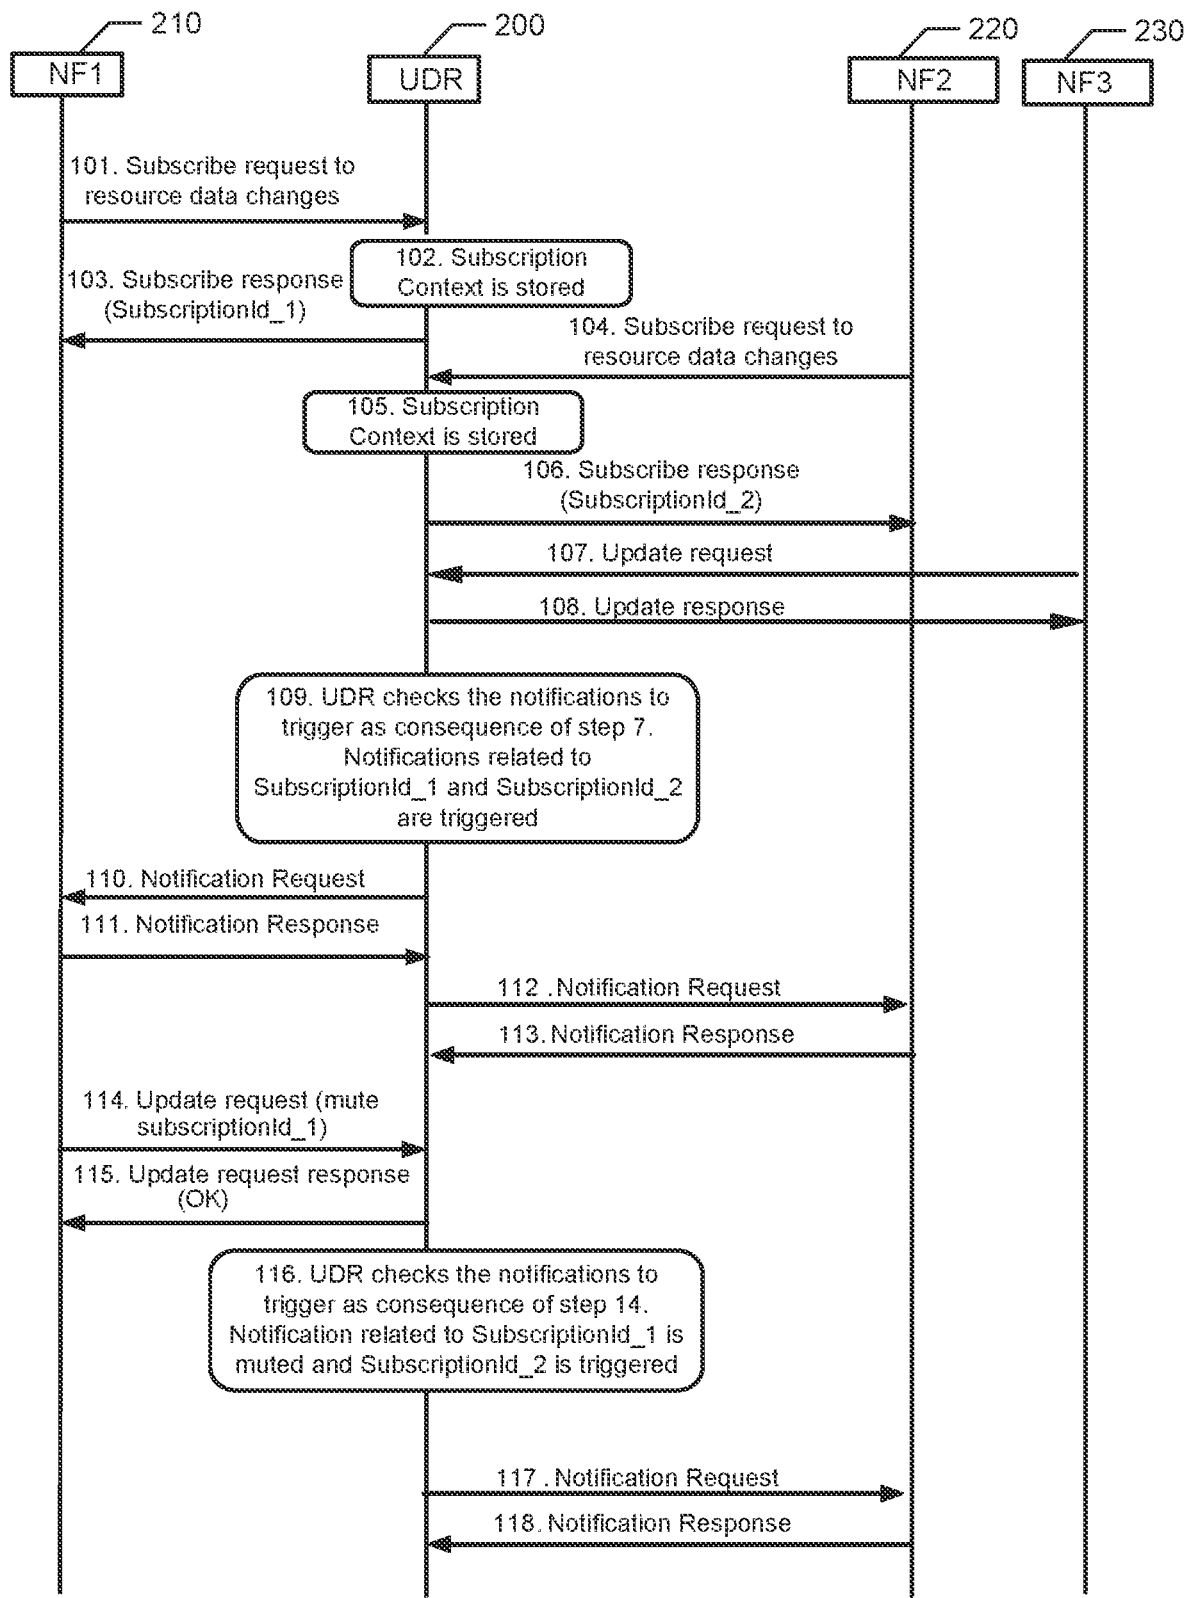 210
200
220
230
NF1
UDR
NF2
NF3
101. Subscribe request to
resource data changes
102. Subscription
Context is stored
103. Subscribe response
(SubscriptionId_1)
104. Subscribe request to
resource data changes
105. Subscription
Context is stored
106. Subscribe response
(SubscriptionId_2)
107. Update request
108. Update response
109. UDR checks the notifications to
trigger as consequence of step 7.
Notifications related to
SubscriptionId_1 and SubscriptionId_2
are triggered
110. Notification Request
111. Notification Response
112 .Notification Request
113. Notification Response
114. Update request (mute
subscriptionId_1)
115. Update request response
(OK)
116. UDR checks the notifications to
trigger as consequence of step 14.
Notification related to SubscriptionId_1 is
muted and SubscriptionId_2 is triggered
117 . Notification Request
118. Notification Response